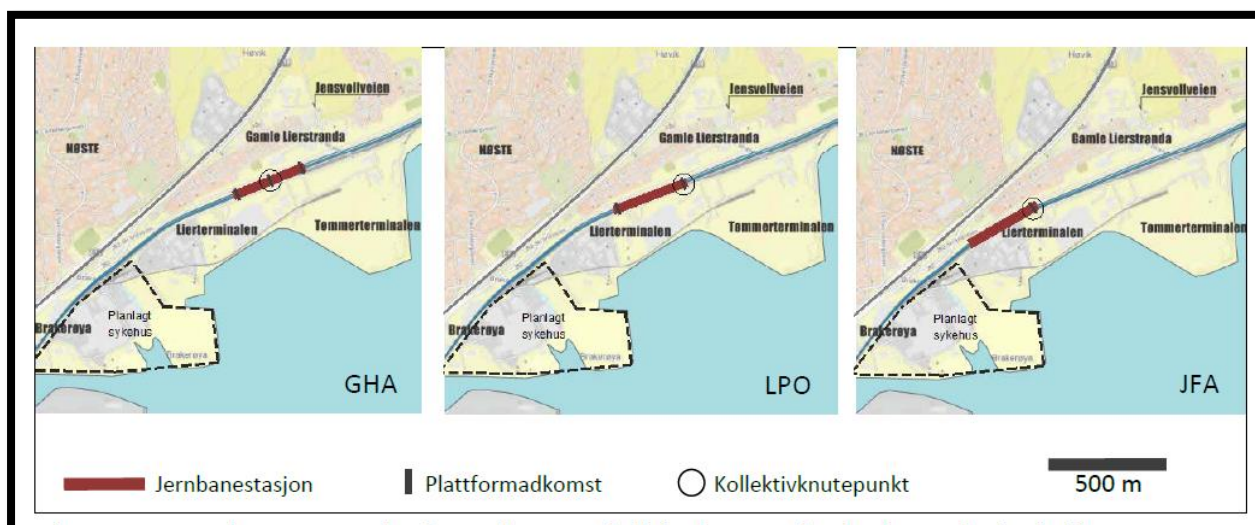 Høvik
Jensvollveien
Gamle Lierstranda
NØSTE
Lierterminalen
Tømmerterminalen
Planlagt
sykehus
Brakerøya
Brakerøya
GHA
Høvik
Jensvollveien
Gamle Lierstranda
NØSTE
Lierterminalen
Tømmerterminalen
Planlagt
sykehus
Brakerøya
Brakerøya
LPO
Høvik
Jensvollveien
Gamle Lierstranda
NØSTE
Lierterminalen
Tømmerterminalen
Planlagt
sykehus
Brakerøya
Brakerøya
JFA
Jernbanestasjon
Plattformadkomst
Kollektivknutepunkt
500 m